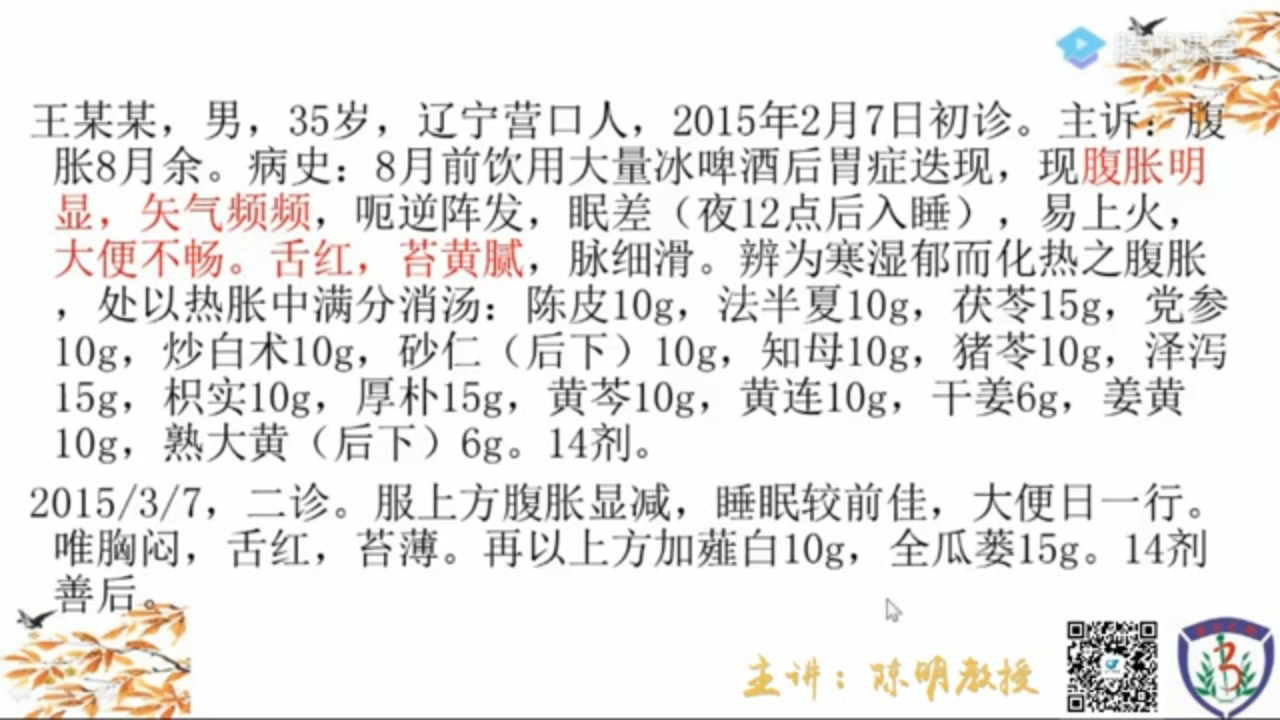 腾讯课堂
王某某，男，35岁，辽宁营口人，2015年2月7日初诊。主诉：腹
胀8月余。病史：8月前饮用大量冰啤酒后胃症迭现，现腹胀明
显，矢气频频，呃逆阵发，眠差（夜12点后入睡），易上火，
大便不畅。舌红，苔黄腻，脉细滑。辨为寒湿郁而化热之腹胀
，处以热胀中满分消汤：陈皮10g，法半夏10g，茯苓15g，党参
10g，炒白术10g，砂仁（后下）10g，知母10g，猪苓10g，泽泻
15g，枳实10g，厚朴15g，黄芩10g，黄连10g，干姜6g，姜黄
10g，熟大黄（后下）6g。14剂。
2015/3/7，二诊。服上方腹胀显减，睡眠较前佳，大便日一行。
唯胸闷，舌红，苔薄。再以上方加薤白10g，全瓜蒌15g。14剂
善后。
主讲：陈明教授